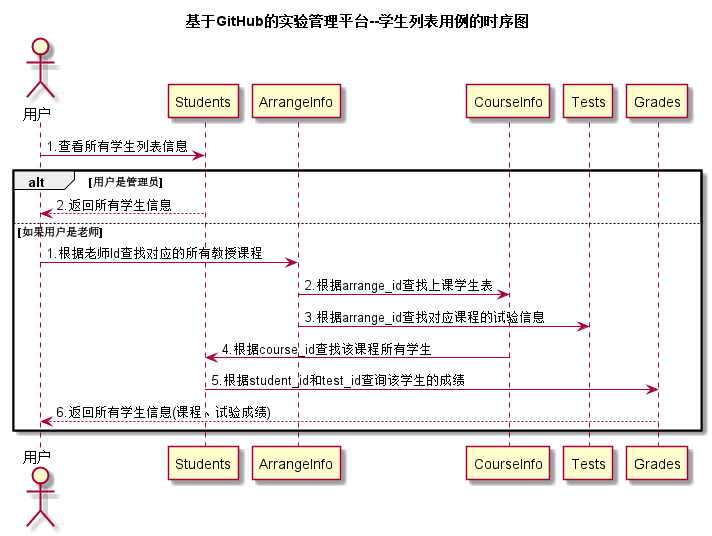 基于GitHub的实验管理平台--学生列表用例的时序图
用户
Students
ArrangeInfo
CourseInfo
Tests
Grades
1.查看所有学生列表信息
alt
[用户是管理员]
2.返回所有学生信息
[如果用户是老师]
1.根据老师Id查找对应的所有教授课程
2.根据arrange_id查找上课学生表
3.根据arrange_id查找对应课程的试验信息
4.根据course_id查找该课程所有学生
5.根据student_id和test_id查询该学生的成绩
6.返回所有学生信息(课程、试验成绩)
用户
Students
ArrangeInfo
CourseInfo
Tests
Grades